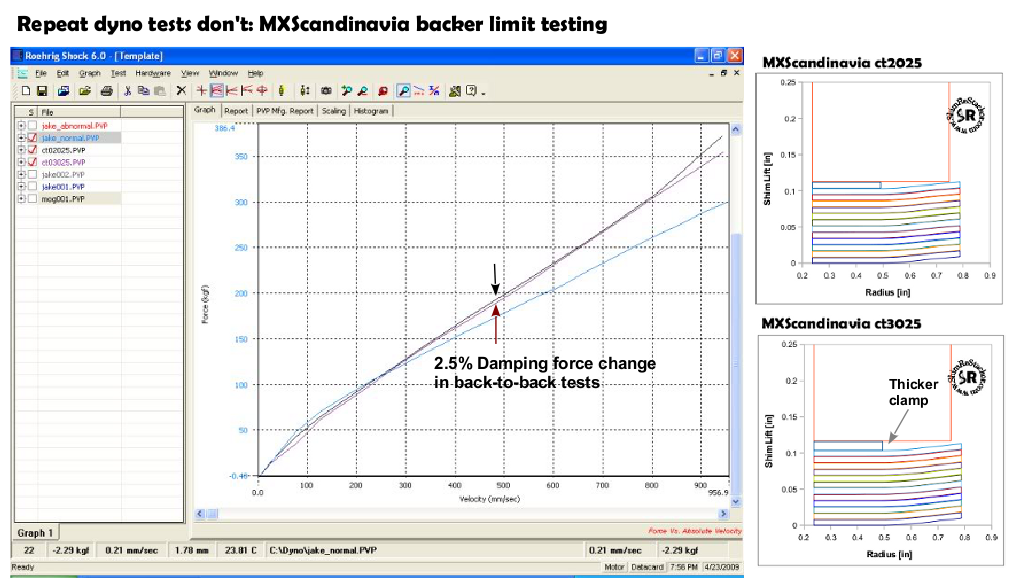 Repeat dyno tests don't: MXScandinavia backer limit testing
Roehrig Shock 6.0 - [Template]
File Edit Graph Test Hardware View Window Help
S File
jake_abnormal.PVP
jake_normal.PVP
ct02025.PVP
ct03025.PVP
jake002.PVP
jake001.PVP
mog001.PVP
Graph Report PVP Mfg. Report Scaling Histogram
386.4
350
300
250
200
150
100
50
-0.46
Force (kgf)
0.0 100 200 300 400 500 600 700 800 900 956.9
Velocity (mm/sec)
2.5% Damping force change
in back-to-back tests
Force Vs. Absolute Velocity
Graph 1
22 -2.29 kgf 0.21 mm/sec 1.78 mm 23.81 C C:\Dyno\jake_normal.PVP 0.21 mm/sec -2.29 kgf
Ready Motor Datacard 7:56 PM 4/23/2009
MXScandinavia ct2025
0.25
0.2
0.15
0.1
0.05
0
Shim Lift [in]
0.2 0.3 0.4 0.5 0.6 0.7 0.8 0.9
Radius [in]
SR
MXScandinavia ct3025
0.25
0.2
0.15
0.1
0.05
0
Shim Lift [in]
0.2 0.3 0.4 0.5 0.6 0.7 0.8 0.9
Radius [in]
Thicker
clamp
SR